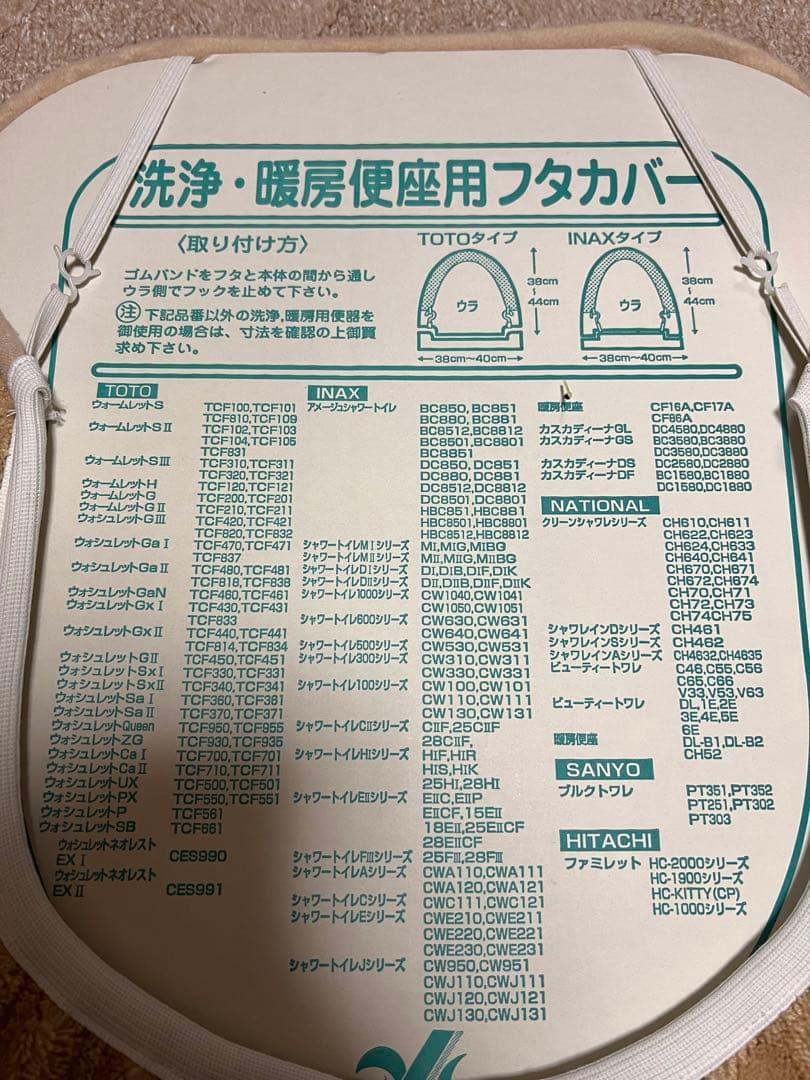 洗浄・暖房便座用フタカバー
〈取り付け方〉
ゴムバンドをフタと本体の間から通し
ウラ側でフックを止めて下さい。
注 下記品番以外の洗浄,暖房用便器を
御使用の場合は、寸法を確認の上御買
求め下さい。
TOTOタイプ
ウラ
38cm
〜
44cm
38cm〜40cm
INAXタイプ
ウラ
38cm
〜
44cm
38cm〜40cm
TOTO
ウォームレットS TCF100,TCF101
TCF810,TCF109
ウォームレットSⅡ TCF102,TCF103
TCF104,TCF105
TCF831
ウォームレットSⅢ TCF310,TCF311
TCF320,TCF321
ウォームレットH TCF120,TCF121
ウォームレットG TCF200,TCF201
ウォームレットGⅡ TCF210,TCF211
ウォシュレットGⅢ TCF420,TCF421
TCF820,TCF832
ウォシュレットGaⅠ TCF470,TCF471
TCF837
ウォシュレットGaⅡ TCF480,TCF481
TCF818,TCF838
ウォシュレットGaN TCF460,TCF461
ウォシュレットGxⅠ TCF430,TCF431
TCF833
ウォシュレットGxⅡ TCF440,TCF441
TCF814,TCF834
ウォシュレットGⅡ TCF450,TCF451
ウォシュレットSxⅠ TCF330,TCF331
ウォシュレットSxⅡ TCF340,TCF341
ウォシュレットSaⅠ TCF360,TCF361
ウォシュレットSaⅡ TCF370,TCF371
ウォシュレットQueen TCF950,TCF955
ウォシュレットZG TCF930,TCF935
ウォシュレットCaⅠ TCF700,TCF701
ウォシュレットCaⅡ TCF710,TCF711
ウォシュレットUX TCF500,TCF501
ウォシュレットPX TCF550,TCF551
ウォシュレットP TCF561
ウォシュレットSB TCF661
ウォシュレットネオレスト
EXⅠ CES990
ウォシュレットネオレスト
EXⅡ CES991
INAX
アメージュシャワートイレ BC850,BC851
BC880,BC881
BC8512,BC8812
BC8501,BC8801
BC8851
DC850,DC851
DC880,DC881
DC8512,DC8812
DC8501,DC8801
HBC851,HBC881
HBC8501,HBC8801
HBC8512,HBC8812
シャワートイレMⅠシリーズ MⅠ,MⅠG,MⅠBG
シャワートイレMⅡシリーズ MⅡ,MⅡG,MⅡBG
シャワートイレDⅠシリーズ DⅠ,DⅠB,DⅠF,DⅠK
シャワートイレDⅡシリーズ DⅡ,DⅡB,DⅡF,DⅡK
シャワートイレ1000シリーズ CW1040,CW1041
CW1050,CW1051
シャワートイレ600シリーズ CW630,CW631
CW640,CW641
シャワートイレ500シリーズ CW530,CW531
シャワートイレ300シリーズ CW310,CW311
CW330,CW331
シャワートイレ100シリーズ CW100,CW101
CW110,CW111
CW130,CW131
シャワートイレCⅡシリーズ CⅡF,25CⅡF
28CⅡF,
シャワートイレHⅠシリーズ HⅠF,HⅠR
HⅠS,HⅠK
25HⅠ,28HⅠ
シャワートイレEⅡシリーズ EⅡC,EⅡP
EⅡCF,15EⅡ
18EⅡ,25EⅡCF
28EⅡCF
シャワートイレFⅢシリーズ 25FⅢ,28FⅢ
シャワートイレAシリーズ CWA110,CWA111
CWA120,CWA121
シャワートイレCシリーズ CWC111,CWC121
シャワートイレEシリーズ CWE210,CWE211
CWE220,CWE221
CWE230,CWE231
シャワートイレJシリーズ CW950,CW951
CWJ110,CWJ111
CWJ120,CWJ121
CWJ130,CWJ131
暖房便座 CF16A,CF17A
CF86A
カスカディーナGL DC4580,DC4880
カスカディーナGS BC3580,BC3880
DC3580,DC3880
カスカディーナDS DC2580,DC2880
カスカディーナDF BC1580,BC1880
DC1580,DC1880
NATIONAL
クリーンシャワレシリーズ CH610,CH611
CH622,CH623
CH624,CH633
CH640,CH641
CH670,CH671
CH672,CH674
CH70,CH71
CH72,CH73
CH74CH75
シャワレインDシリーズ CH461
シャワレインSシリーズ CH462
シャワレインAシリーズ CH4632,CH4635
ビューティートワレ C46,C55,C56
C65,C66
V33,V53,V63
ビューティートワレ DL,1E,2E
3E,4E,5E
6E
暖房便座 DL-B1,DL-B2
CH52
SANYO
ブルクトワレ PT351,PT352
PT251,PT302
PT303
HITACHI
ファミレット HC-2000シリーズ
HC-1900シリーズ
HC-KITTY(CP)
HC-1000シリーズ